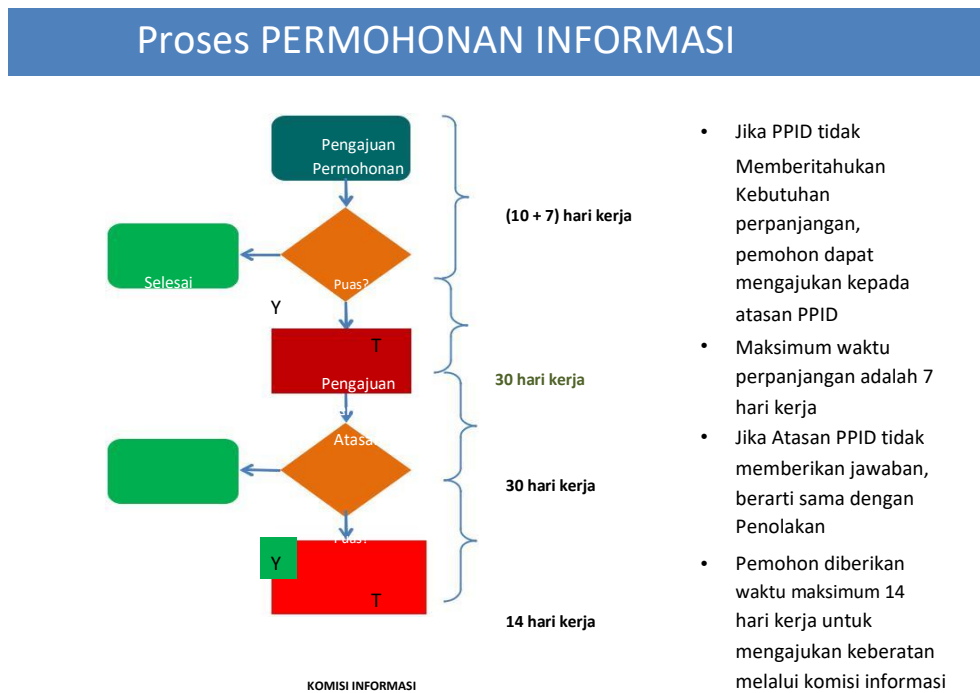 Proses PERMOHONAN INFORMASI
Pengajuan
Permohonan
(10 + 7) hari kerja
Selesai
Puas?
Y
T
Pengajuan
30 hari kerja
Atasa
30 hari kerja
Puas?
Y
T
14 hari kerja
KOMISI INFORMASI
• Jika PPID tidak
Memberitahukan
Kebutuhan
perpanjangan,
pemohon dapat
mengajukan kepada
atasan PPID
• Maksimum waktu
perpanjangan adalah 7
hari kerja
• Jika Atasan PPID tidak
memberikan jawaban,
berarti sama dengan
Penolakan
• Pemohon diberikan
waktu maksimum 14
hari kerja untuk
mengajukan keberatan
melalui komisi informasi